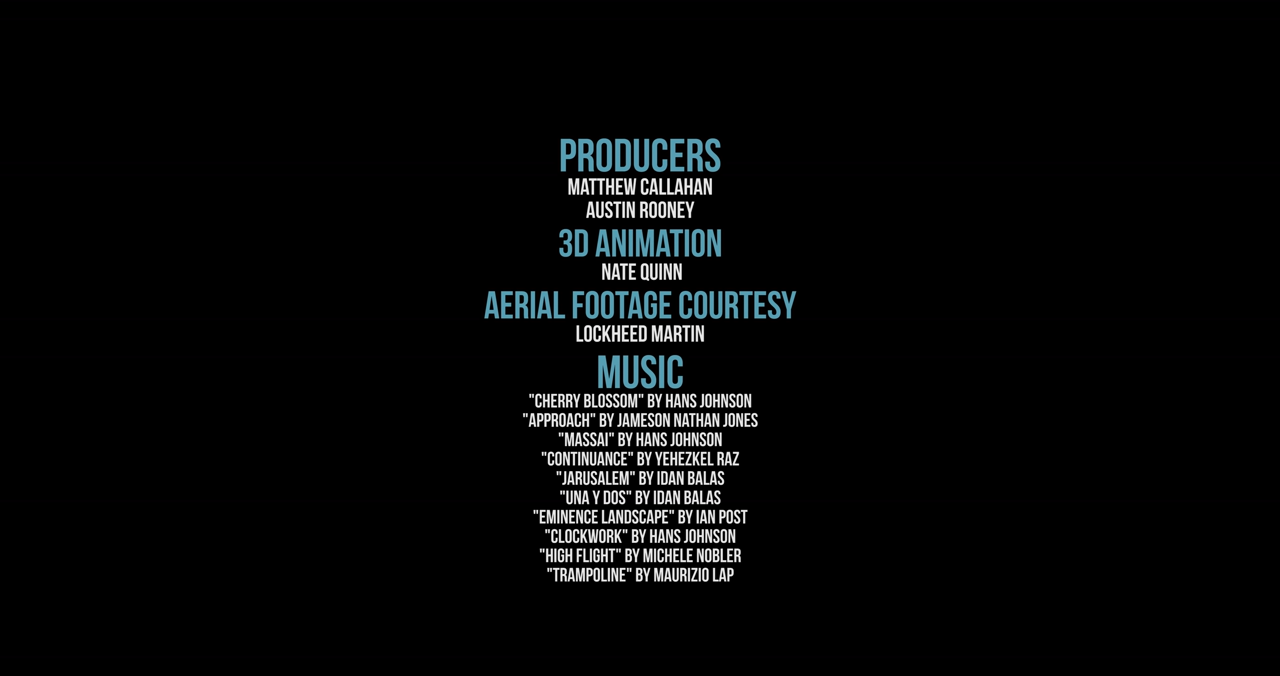 PRODUCERS
MATTHEW CALLAHAN
AUSTIN ROONEY
3D ANIMATION
NATE QUINN
AERIAL FOOTAGE COURTESY
LOCKHEED MARTIN
MUSIC
"CHERRY BLOSSOM" BY HANS JOHNSON
"APPROACH" BY JAMESON NATHAN JONES
"MASSAI" BY HANS JOHNSON
"CONTINUANCE" BY YEHEZKEL RAZ
"JARUSALEM" BY IDAN BALAS
"UNA Y DOS" BY IDAN BALAS
"EMINENCE LANDSCAPE" BY IAN POST
"CLOCKWORK" BY HANS JOHNSON
"HIGH FLIGHT" BY MICHELE NOBLER
"TRAMPOLINE" BY MAURIZIO LAP